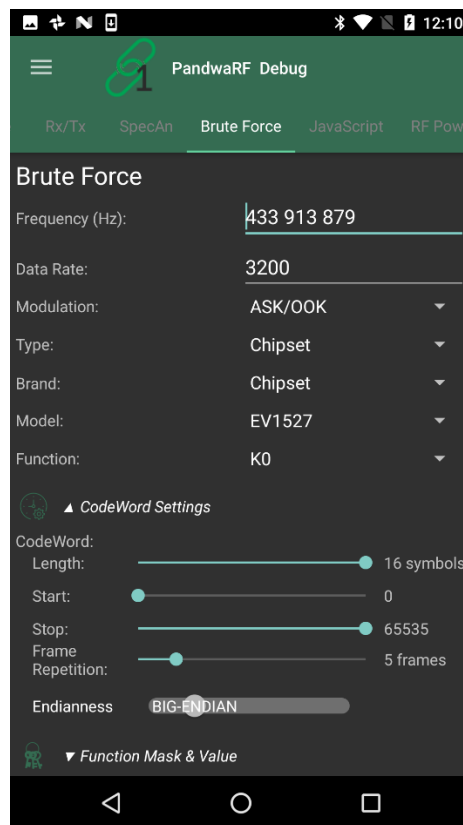 12:10
1 PandwaRF Debug
Rx/Tx SpecAn Brute Force JavaScript RF Pow
Brute Force
Frequency (Hz): 433 913 879
Data Rate: 3200
Modulation: ASK/OOK
Type: Chipset
Brand: Chipset
Model: EV1527
Function: K0
▲ CodeWord Settings
CodeWord:
Length: 16 symbols
Start: 0
Stop: 65535
Frame
Repetition: 5 frames
Endianness BIG-ENDIAN
▼ Function Mask & Value